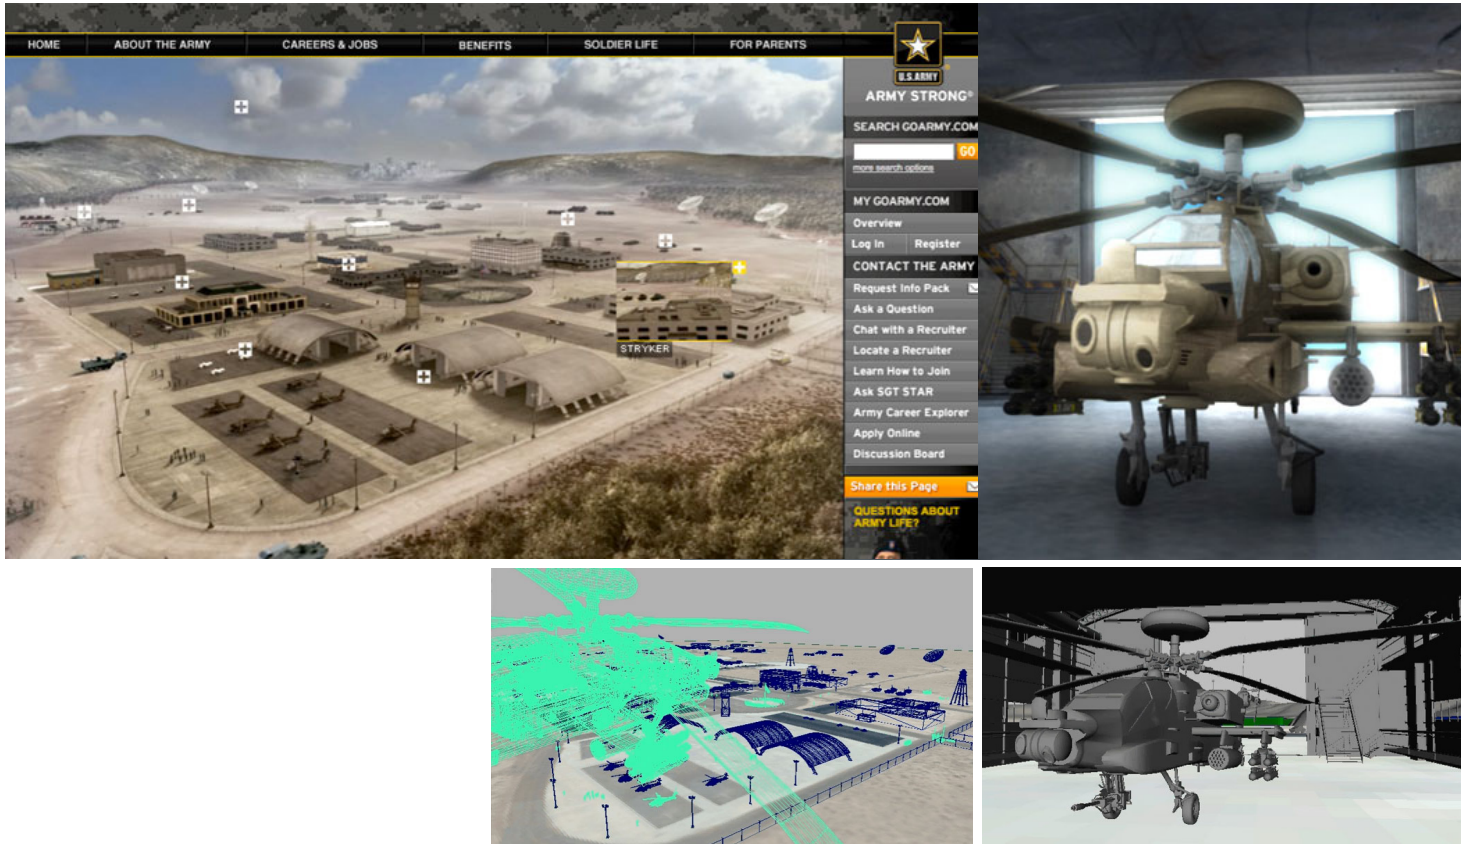 HOME
ABOUT THE ARMY
CAREERS & JOBS
BENEFITS
SOLDIER LIFE
FOR PARENTS
U.S.ARMY
ARMY STRONG®
SEARCH GOARMY.COM
GO
more search options
MY GOARMY.COM
Overview
Log In
Register
CONTACT THE ARMY
Request Info Pack
Ask a Question
Chat with a Recruiter
Locate a Recruiter
Learn How to Join
Ask SGT STAR
Army Career Explorer
Apply Online
Discussion Board
Share this Page
QUESTIONS ABOUT
ARMY LIFE?
STRYKER